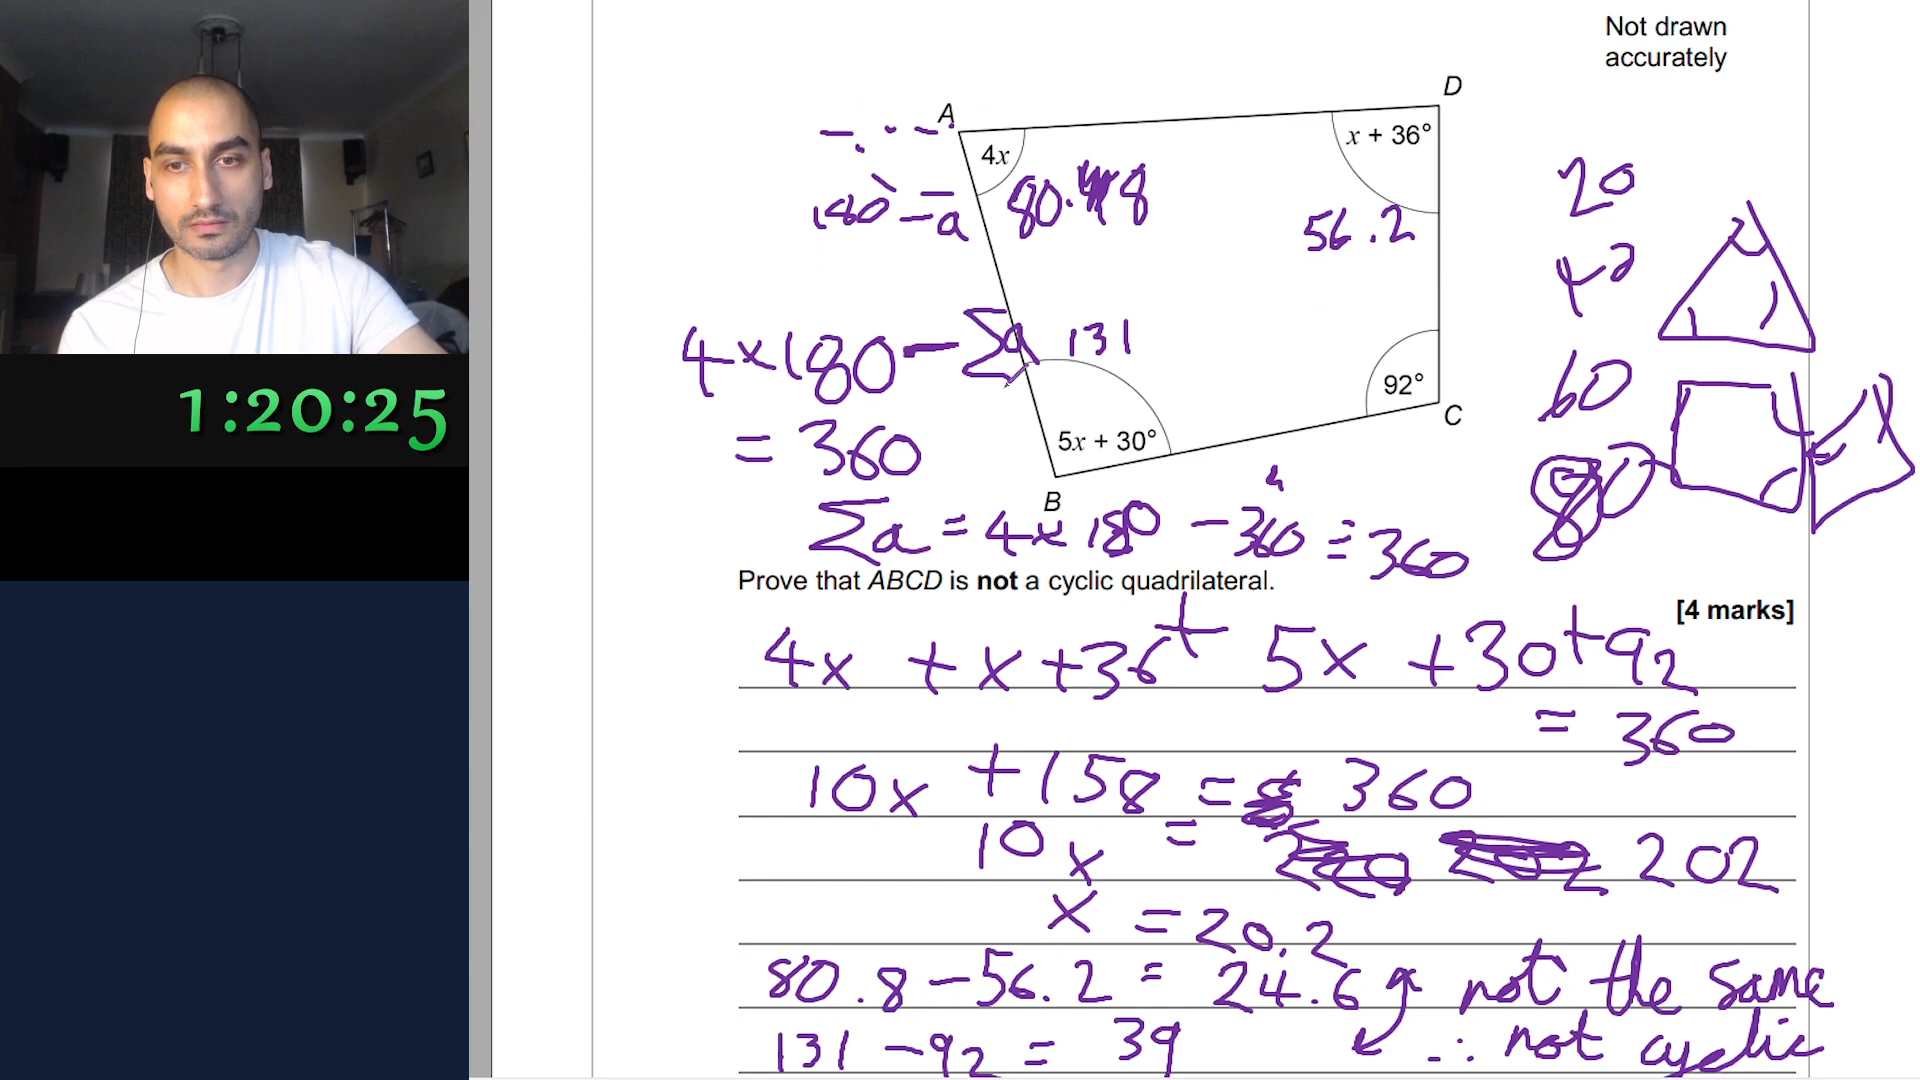 Not drawn
accurately
A
D
4x
x + 36°
80.8
56.2
180 - a
20
40
4 x 180 - Σa
131
60
92°
C
= 360
5x + 30°
80
B
Σa = 4 x 180 - 360 = 360
Prove that ABCD is not a cyclic quadrilateral.
[4 marks]
4x + x + 36 + 5x + 30 + 92
= 360
10x + 158 = 360
10x = 202
x = 20.2
80.8 - 56.2 = 24.6 not the same
131 - 92 = 39 ∴ not cyclic
1:20:25